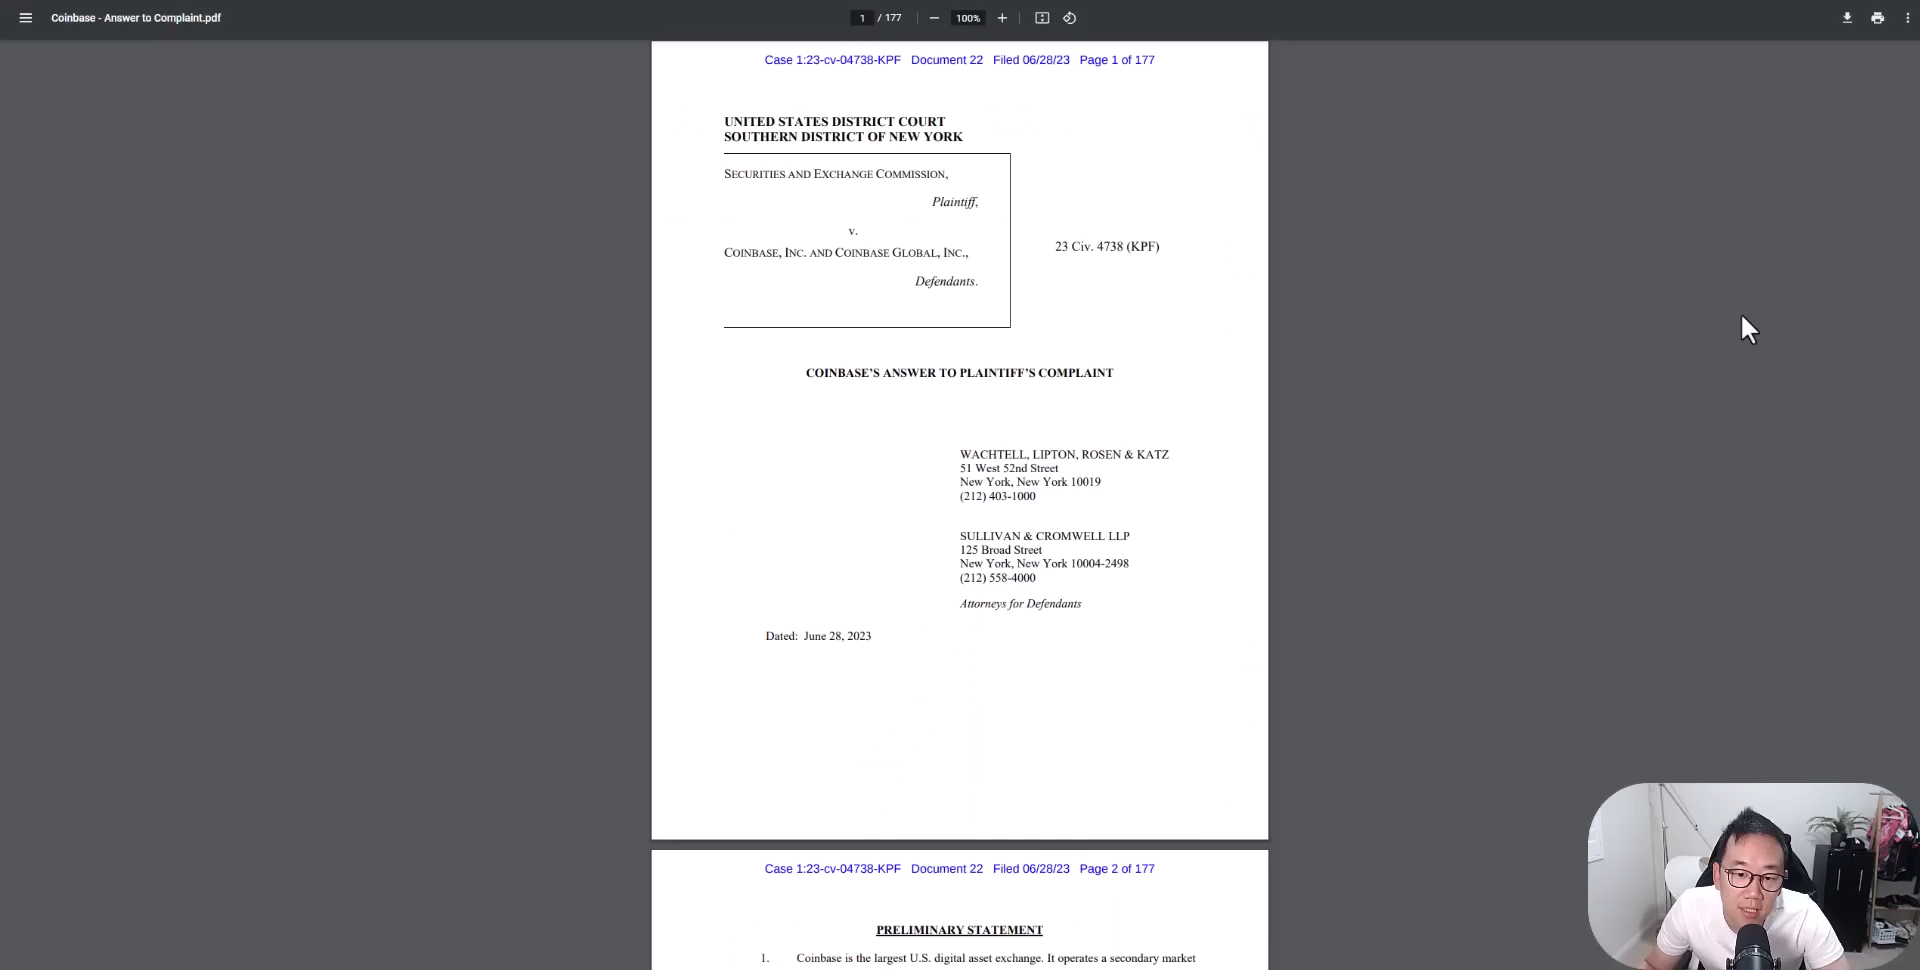 Coinbase - Answer to Complaint.pdf
1 / 177
100%
Case 1:23-cv-04738-KPF Document 22 Filed 06/28/23 Page 1 of 177
UNITED STATES DISTRICT COURT
SOUTHERN DISTRICT OF NEW YORK
SECURITIES AND EXCHANGE COMMISSION,
Plaintiff,
v.
COINBASE, INC. AND COINBASE GLOBAL, INC.,
Defendants.
23 Civ. 4738 (KPF)
COINBASE'S ANSWER TO PLAINTIFF'S COMPLAINT
WACHTELL, LIPTON, ROSEN & KATZ
51 West 52nd Street
New York, New York 10019
(212) 403-1000
SULLIVAN & CROMWELL LLP
125 Broad Street
New York, New York 10004-2498
(212) 558-4000
Attorneys for Defendants
Dated: June 28, 2023
Case 1:23-cv-04738-KPF Document 22 Filed 06/28/23 Page 2 of 177
PRELIMINARY STATEMENT
1. Coinbase is the largest U.S. digital asset exchange. It operates a secondary market